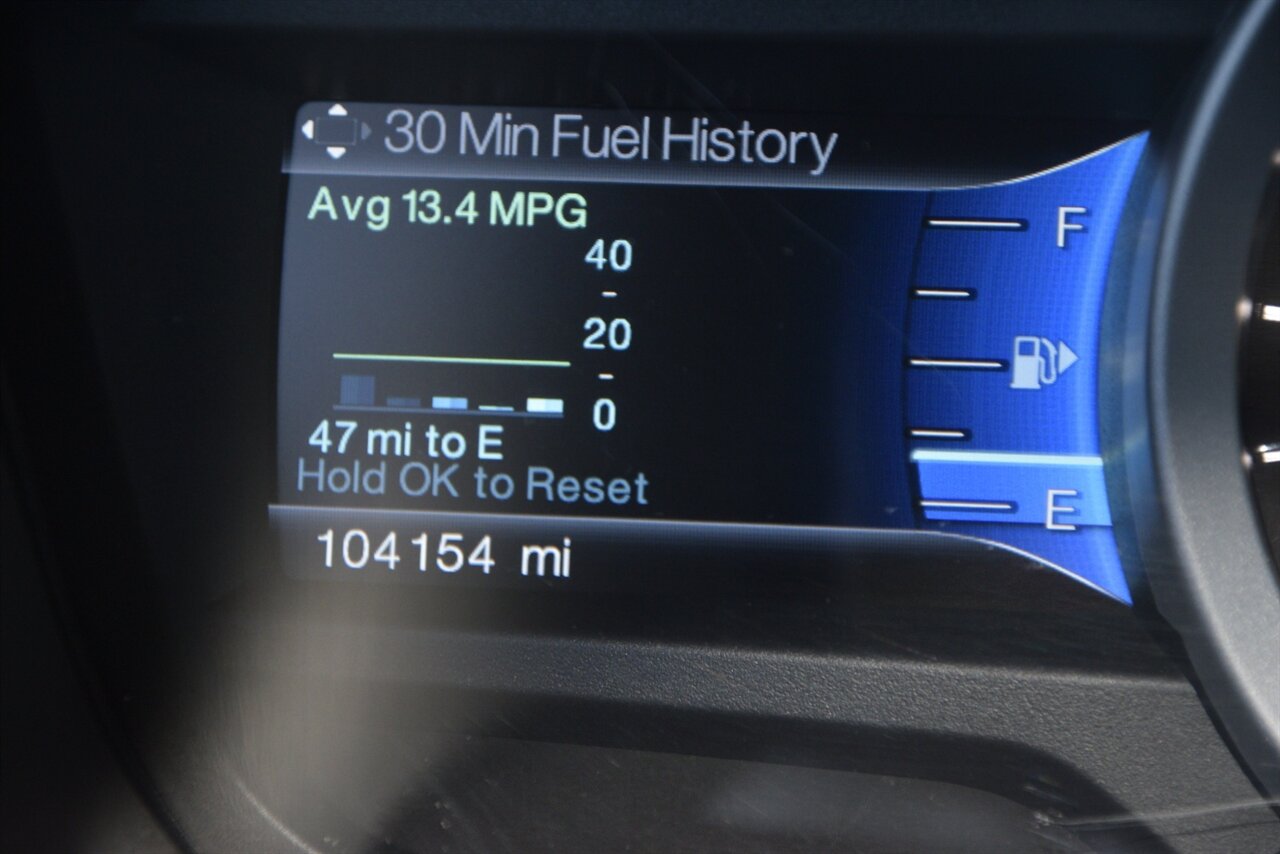 30 Min Fuel History
Avg 13.4 MPG
40
-
20
-
0
47 mi to E
Hold OK to Reset
104154 mi
F
E